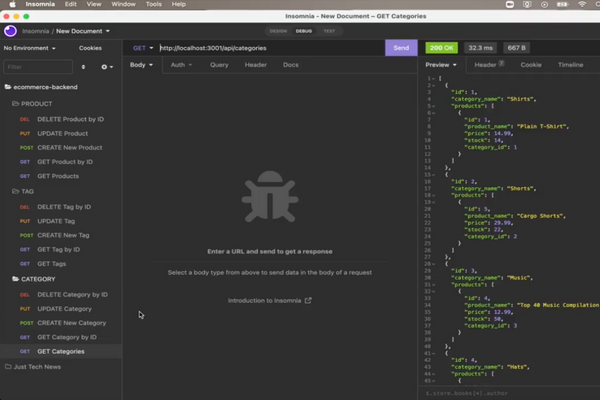 Insomnia Application Edit View Window Tools Help
Insomnia - New Document – GET Categories
Insomnia / New Document
DESIGN DEBUG TEST
No Environment Cookies
GET http://localhost:3001/api/categories Send
200 OK 32.3 ms 667 B
Filter
Body Auth Query Header Docs
Preview Header Cookie Timeline
ecommerce-backend
PRODUCT
DEL DELETE Product by ID
PUT UPDATE Product
POST CREATE New Product
GET GET Product by ID
GET GET Products
TAG
DEL DELETE Tag by ID
PUT UPDATE Tag
POST CREATE New Tag
GET GET Tag by ID
GET GET Tags
CATEGORY
DEL DELETE Category by ID
PUT UPDATE Category
POST CREATE New Category
GET GET Category by ID
GET GET Categories
Just Tech News
Enter a URL and send to get a response
Select a body type from above to send data in the body of a request
Introduction to Insomnia
1 [
2 {
3 "id": 1,
4 "category_name": "Shirts",
5 "products": [
6 {
7 "id": 1,
8 "product_name": "Plain T-Shirt",
9 "price": 14.99,
10 "stock": 14,
11 "category_id": 1
12 }
13 ]
14 },
15 {
16 "id": 2,
17 "category_name": "Shorts",
18 "products": [
19 {
20 "id": 5,
21 "product_name": "Cargo Shorts",
22 "price": 29.99,
23 "stock": 22,
24 "category_id": 2
25 }
26 ]
27 },
28 {
29 "id": 3,
30 "category_name": "Music",
31 "products": [
32 {
33 "id": 4,
34 "product_name": "Top 40 Music Compilation
35 "price": 12.99,
36 "stock": 50,
37 "category_id": 3
38 }
39 ]
40 },
41 {
42 "id": 4,
43 "category_name": "Hats",
44 "products": [
45 {
$.store.books[*].author